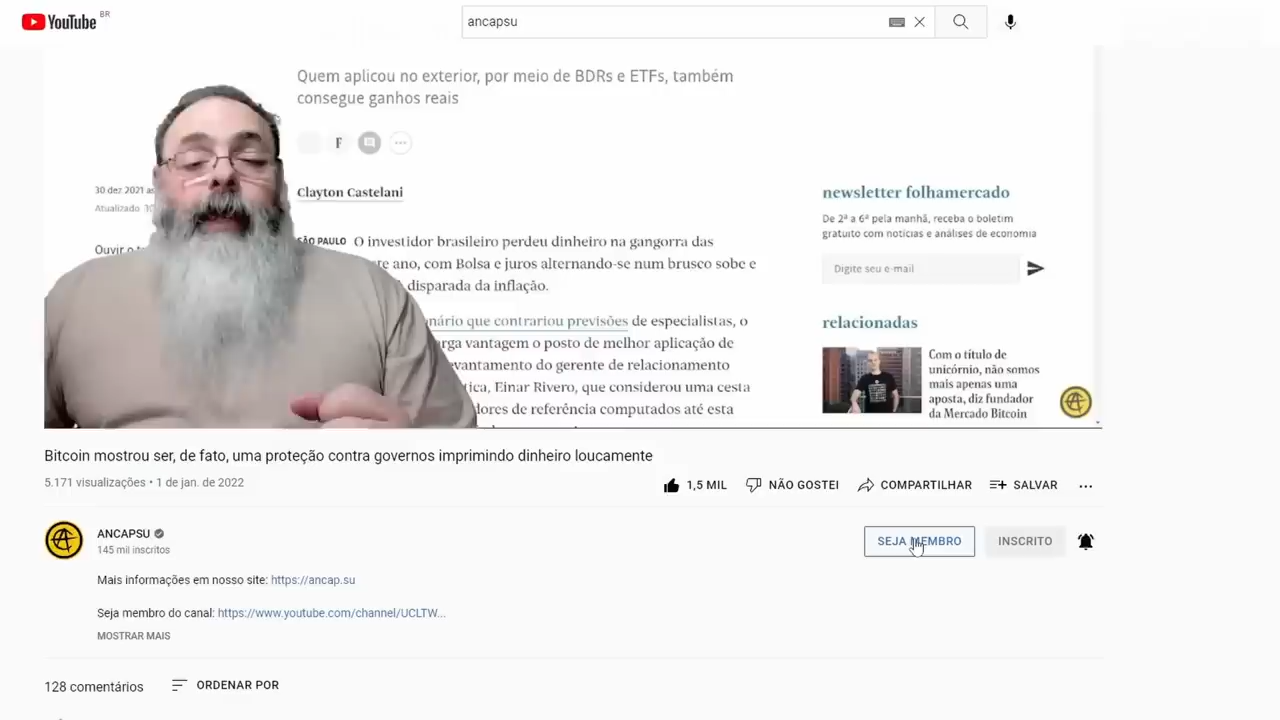 YouTube BR
ancapsu
Quem aplicou no exterior, por meio de BDRs e ETFs, também
consegue ganhos reais
F
30 dez 2021
Clayton Castelani
Atualizado
Ouvir o
SÃO PAULO O investidor brasileiro perdeu dinheiro na gangorra das
te ano, com Bolsa e juros alternando-se num brusco sobe e
disparada da inflação.
nário que contrariou previsões de especialistas, o
rga vantagem o posto de melhor aplicação de
evantamento do gerente de relacionamento
tica, Einar Rivero, que considerou uma cesta
dores de referência computados até esta
newsletter folhamercado
De 2ª a 6ª pela manhã, receba o boletim
gratuito com notícias e análises de economia
Digite seu e-mail
relacionadas
Com o título de
unicórnio, não somos
mais apenas uma
aposta, diz fundador
da Mercado Bitcoin
Bitcoin mostrou ser, de fato, uma proteção contra governos imprimindo dinheiro loucamente
5.171 visualizações • 1 de jan. de 2022
1,5 MIL NÃO GOSTEI COMPARTILHAR SALVAR
ANCAPSU
145 mil inscritos
SEJA MEMBRO INSCRITO
Mais informações em nosso site: https://ancap.su
Seja membro do canal: https://www.youtube.com/channel/UCLTW...
MOSTRAR MAIS
128 comentários ORDENAR POR